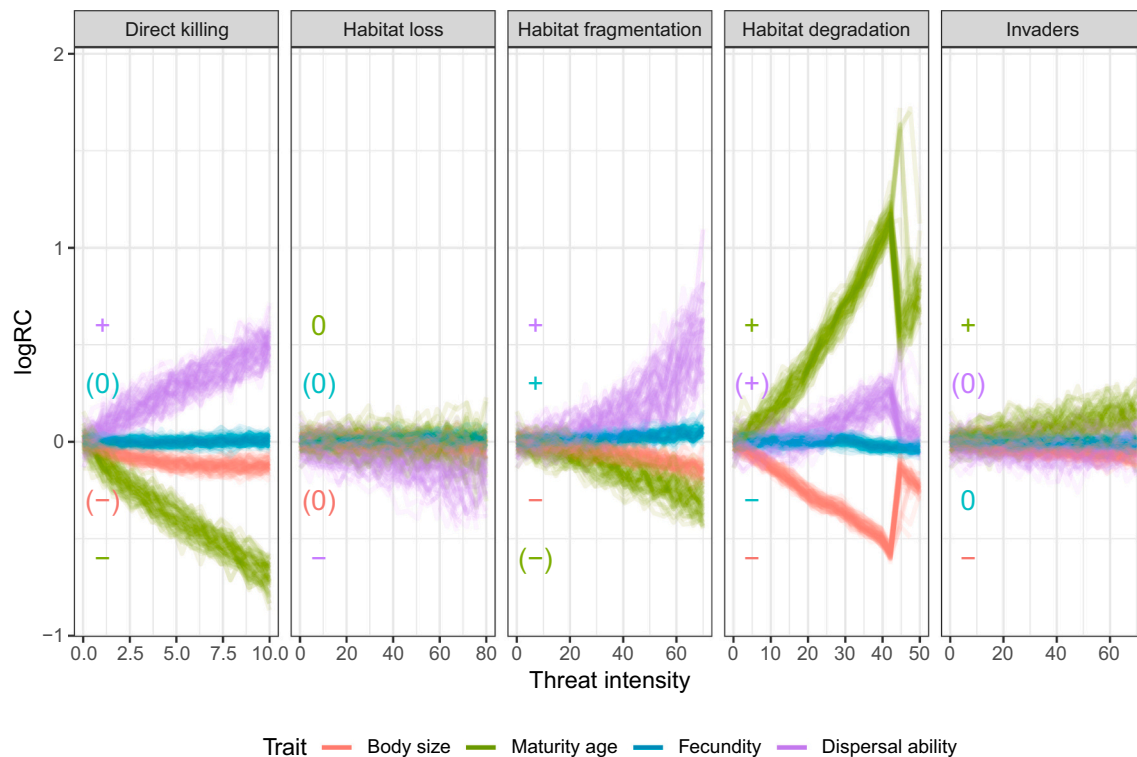 Direct killing Habitat loss Habitat fragmentation Habitat degradation Invaders
2
1
0
−1
logRC
+ 0 + + +
(0) (0) + (+) (0)
(−) (0) − − 0
− − (−) − −
0.0 2.5 5.0 7.5 10.0 0 20 40 60 80 0 20 40 60 0 10 20 30 40 50 0 20 40 60
Threat intensity
Trait Body size Maturity age Fecundity Dispersal ability